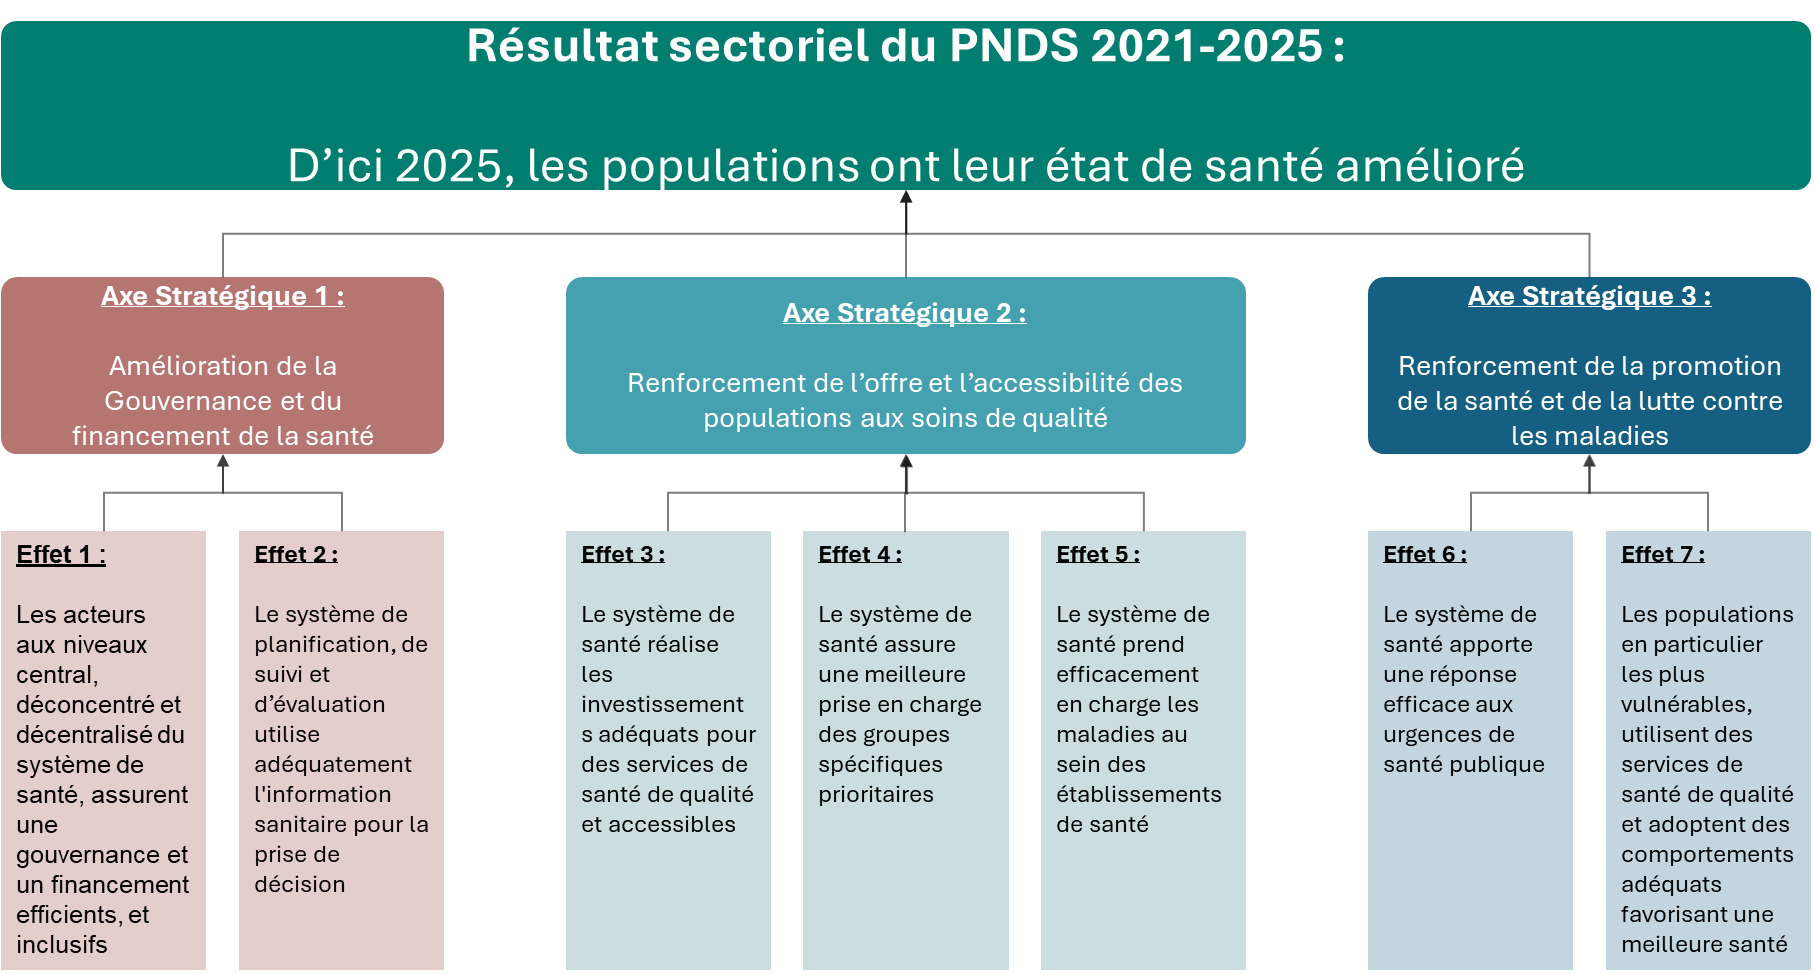 Résultat sectoriel du PNDS 2021-2025 :
D’ici 2025, les populations ont leur état de santé amélioré
Axe Stratégique 1 :
Amélioration de la
Gouvernance et du
financement de la santé
Axe Stratégique 2 :
Renforcement de l’offre et l’accessibilité des
populations aux soins de qualité
Axe Stratégique 3 :
Renforcement de la promotion
de la santé et de la lutte contre
les maladies
Effet 1 :
Les acteurs
aux niveaux
central,
déconcentré et
décentralisé du
système de
santé, assurent
une
gouvernance et
un financement
efficients, et
inclusifs
Effet 2 :
Le système de
planification, de
suivi et
d’évaluation
utilise
adéquatement
l'information
sanitaire pour la
prise de
décision
Effet 3 :
Le système de
santé réalise
les
investissement
s adéquats pour
des services de
santé de qualité
et accessibles
Effet 4 :
Le système de
santé assure
une meilleure
prise en charge
des groupes
spécifiques
prioritaires
Effet 5 :
Le système de
santé prend
efficacement
en charge les
maladies au
sein des
établissements
de santé
Effet 6 :
Le système de
santé apporte
une réponse
efficace aux
urgences de
santé publique
Effet 7 :
Les populations
en particulier
les plus
vulnérables,
utilisent des
services de
santé de qualité
et adoptent des
comportements
adéquats
favorisant une
meilleure santé